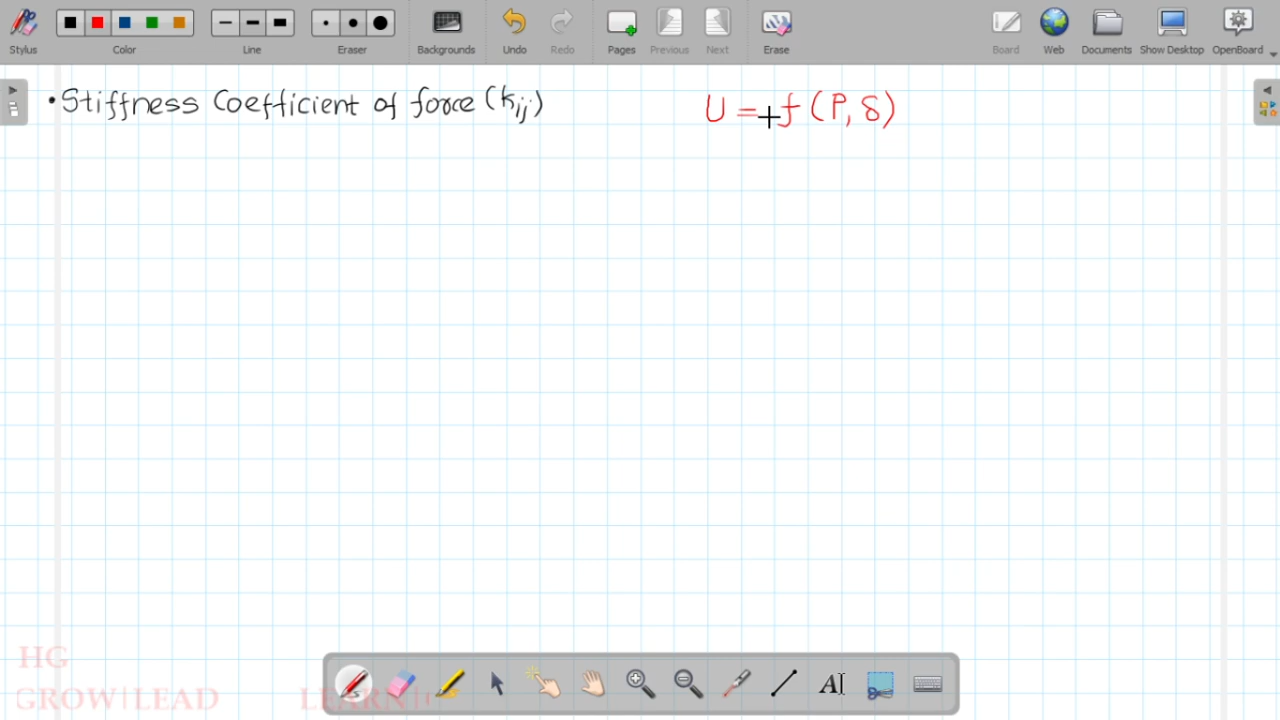 Stylus Color Line Eraser Backgrounds Undo Redo Pages Previous Next Erase Board Web Documents Show Desktop OpenBoard
• Stiffness Coefficient of force (kij) U = f (P, δ)
HG
GROW|LEAD LEARN|